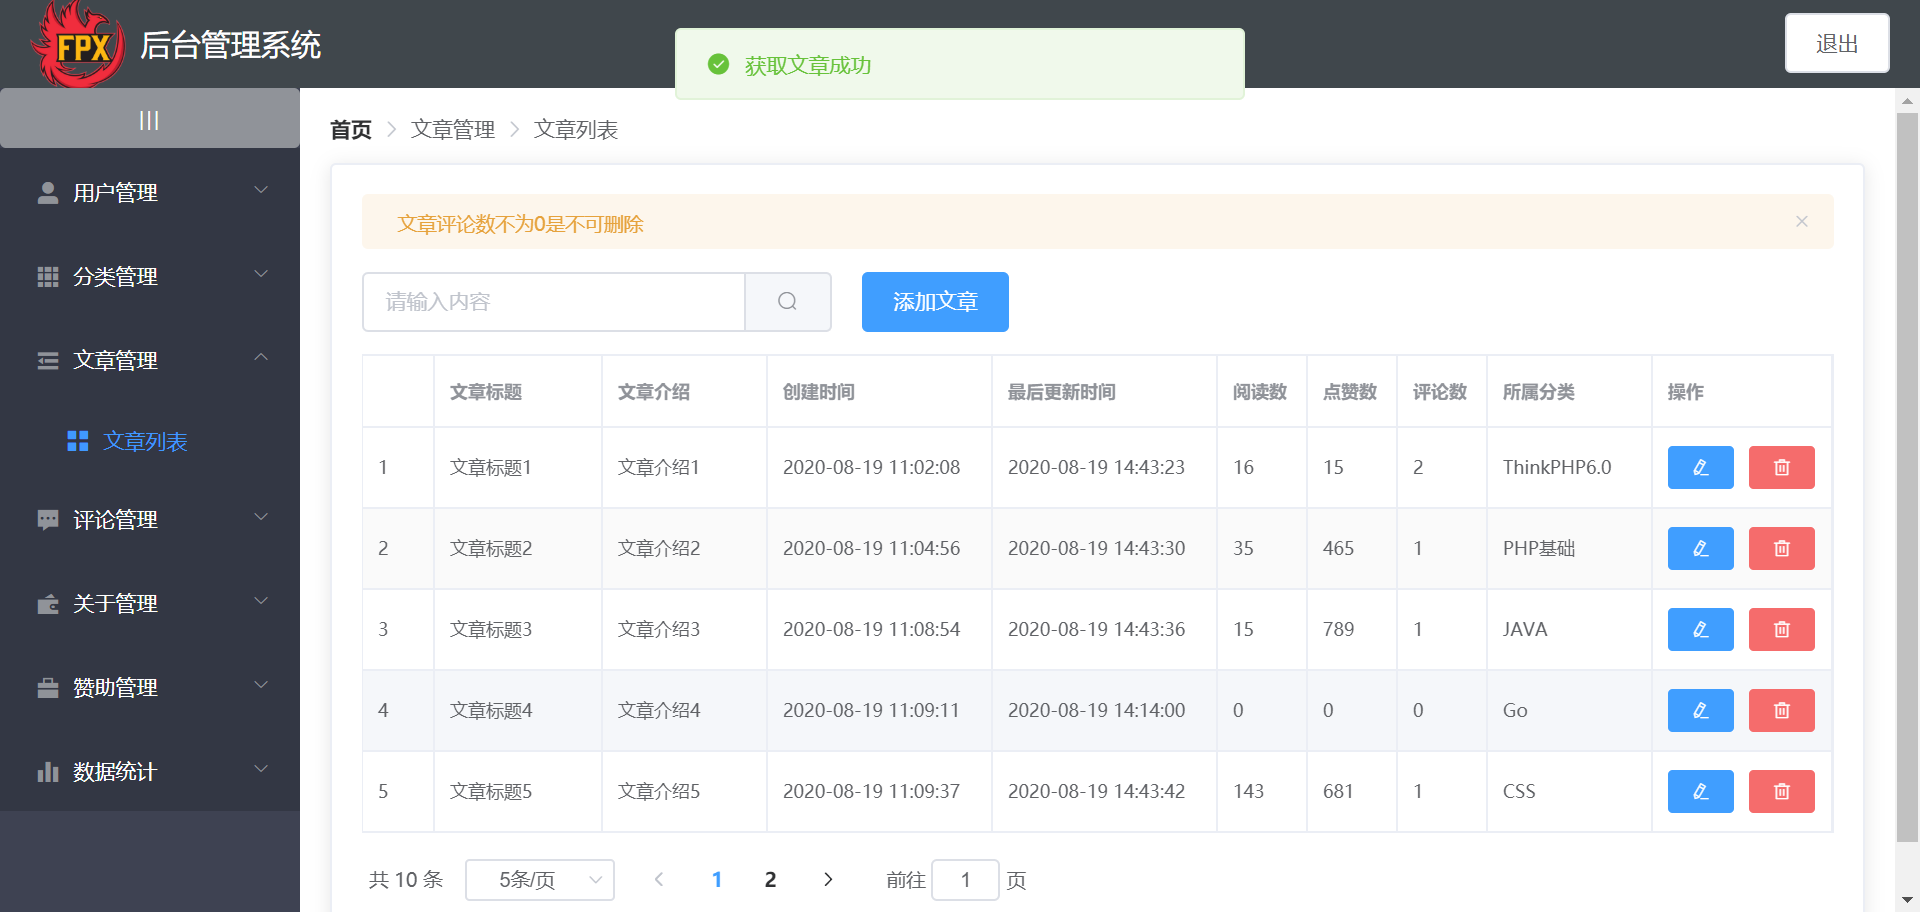 FPX 后台管理系统
获取文章成功
退出
|||
首页 文章管理 文章列表
用户管理
分类管理
文章管理
文章列表
评论管理
关于管理
赞助管理
数据统计
文章评论数不为0是不可删除
请输入内容 添加文章
文章标题 文章介绍 创建时间 最后更新时间 阅读数 点赞数 评论数 所属分类 操作
1 文章标题1 文章介绍1 2020-08-19 11:02:08 2020-08-19 14:43:23 16 15 2 ThinkPHP6.0
2 文章标题2 文章介绍2 2020-08-19 11:04:56 2020-08-19 14:43:30 35 465 1 PHP基础
3 文章标题3 文章介绍3 2020-08-19 11:08:54 2020-08-19 14:43:36 15 789 1 JAVA
4 文章标题4 文章介绍4 2020-08-19 11:09:11 2020-08-19 14:14:00 0 0 0 Go
5 文章标题5 文章介绍5 2020-08-19 11:09:37 2020-08-19 14:43:42 143 681 1 CSS
共 10 条 5条/页 1 2 前往 1 页